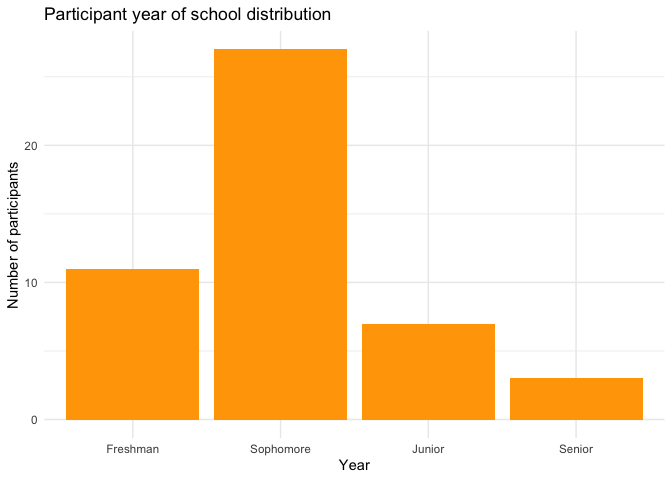 Participant year of school distribution
Number of participants
20
10
0
Freshman Sophomore Junior Senior
Year